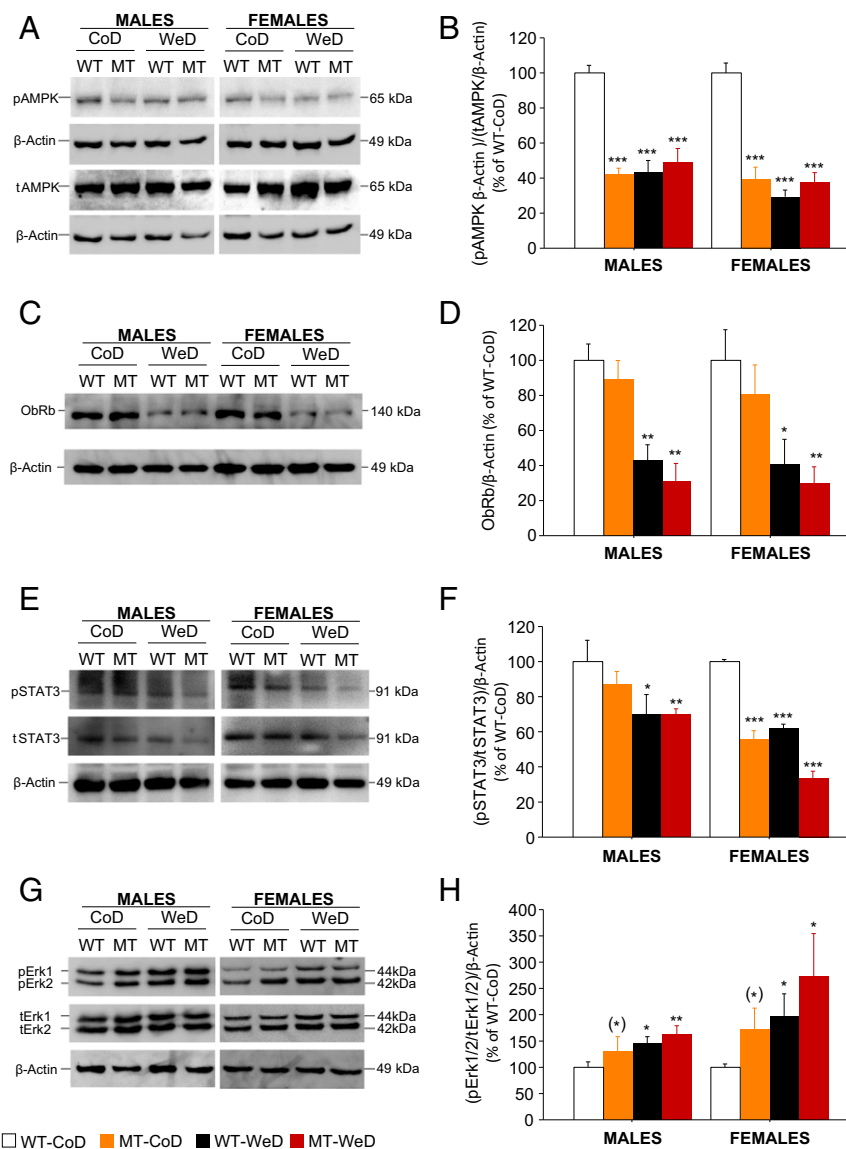 A
MALES FEMALES
CoD WeD CoD WeD
WT MT WT MT WT MT WT MT
pAMPK 65 kDa
β-Actin 49 kDa
tAMPK 65 kDa
β-Actin 49 kDa
B
(pAMPK β-Actin )/(tAMPK/β-Actin)
(% of WT-CoD)
120
100
80
60
40
20
0
*** *** *** *** *** ***
MALES FEMALES
C
MALES FEMALES
CoD WeD CoD WeD
WT MT WT MT WT MT WT MT
ObRb 140 kDa
β-Actin 49 kDa
D
ObRb/β-Actin (% of WT-CoD)
120
100
80
60
40
20
0
** ** * **
MALES FEMALES
E
MALES FEMALES
CoD WeD CoD WeD
WT MT WT MT WT MT WT MT
pSTAT3 91 kDa
tSTAT3 91 kDa
β-Actin 49 kDa
F
(pSTAT3/tSTAT3)/β-Actin
(% of WT-CoD)
120
100
80
60
40
20
0
* ** *** *** ***
MALES FEMALES
G
MALES FEMALES
CoD WeD CoD WeD
WT MT WT MT WT MT WT MT
pErk1 44kDa
pErk2 42kDa
tErk1 44kDa
tErk2 42kDa
β-Actin 49 kDa
H
(pErk1/2/tErk1/2)/β-Actin
(% of WT-CoD)
400
350
300
250
200
150
100
50
0
(*) * ** (*) * *
MALES FEMALES
WT-CoD MT-CoD WT-WeD MT-WeD